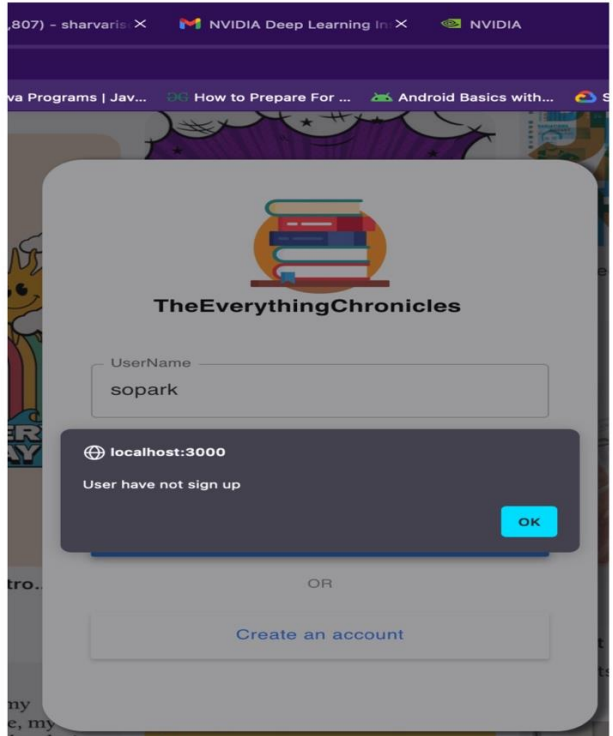 ,807) – sharvaris
NVIDIA Deep Learning In
NVIDIA
va Programs | Jav...
How to Prepare For ...
Android Basics with...
TheEverythingChronicles
UserName
sopark
localhost:3000
User have not sign up
OK
tro..
OR
Create an account
my
e, my